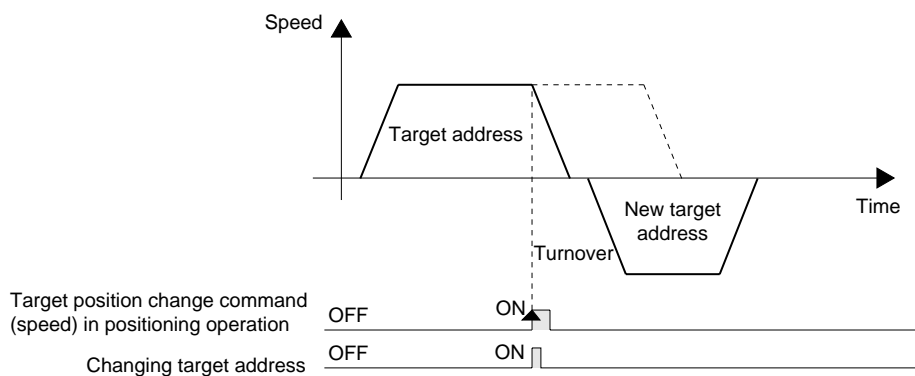 Speed
Target address
Time
New target
address
Turnover
Target position change command
(speed) in positioning operation
OFF
ON
Changing target address
OFF
ON